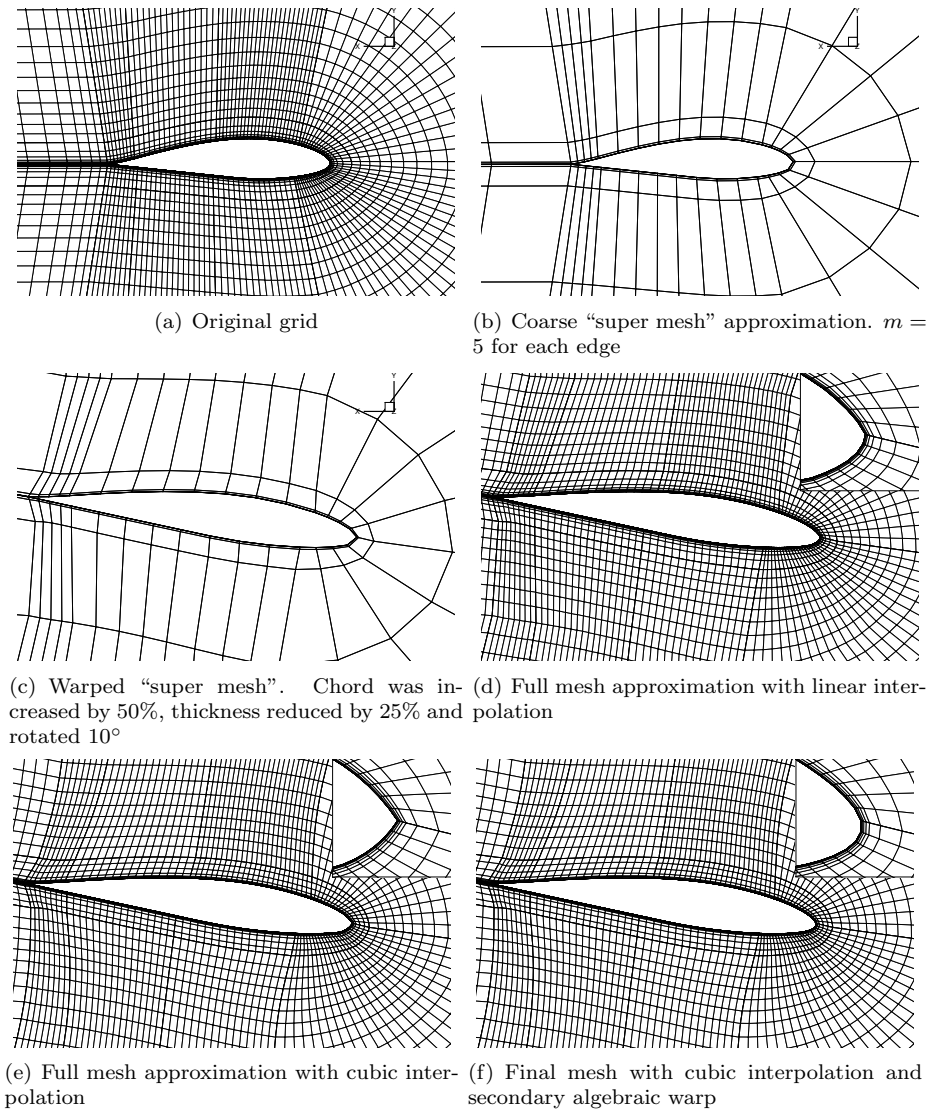 (a) Original grid
(b) Coarse “super mesh” approximation. m =
5 for each edge
(c) Warped “super mesh”. Chord was in-
creased by 50%, thickness reduced by 25% and
rotated 10°
(d) Full mesh approximation with linear inter-
polation
(e) Full mesh approximation with cubic inter-
polation
(f) Final mesh with cubic interpolation and
secondary algebraic warp